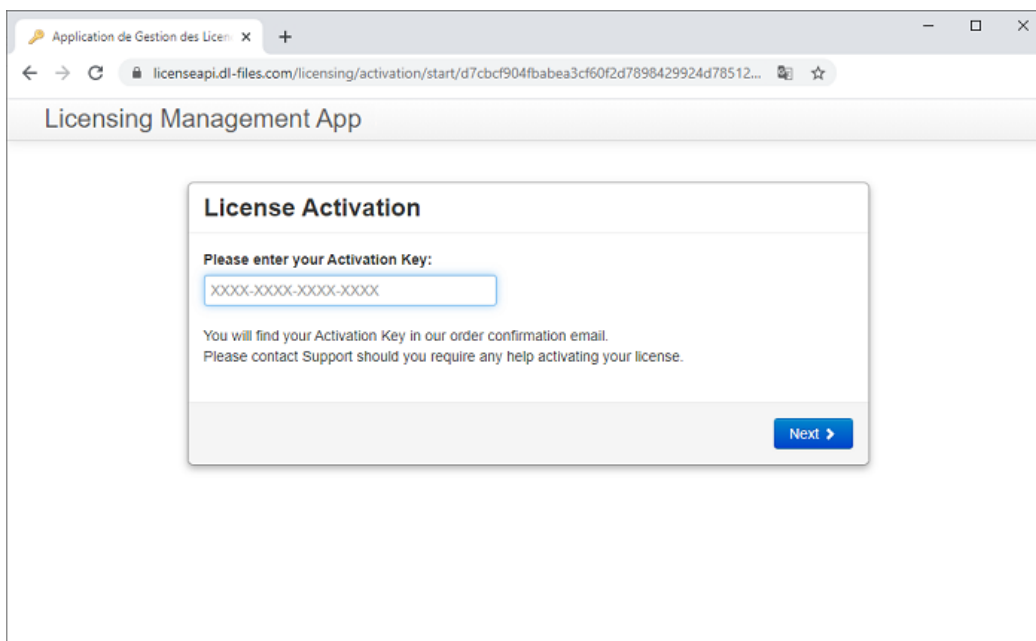 Application de Gestion des Licen
licenseapi.dl-files.com/licensing/activation/start/d7cbcf904fbabea3cf60f2d7898429924d78512...
Licensing Management App
License Activation
Please enter your Activation Key:
XXXX-XXXX-XXXX-XXXX
You will find your Activation Key in our order confirmation email.
Please contact Support should you require any help activating your license.
Next